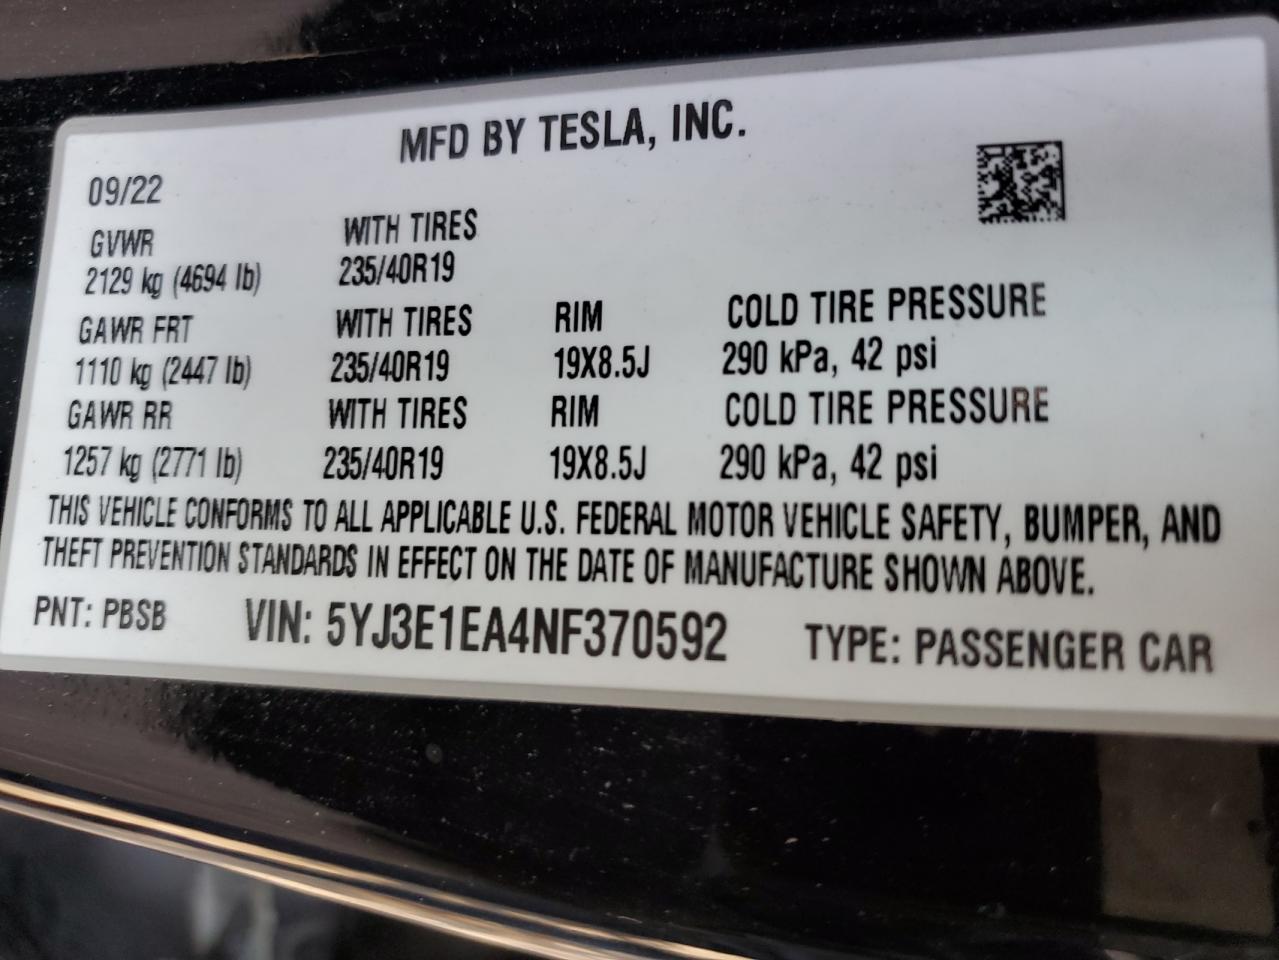 MFD BY TESLA, INC.
09/22
GVWR WITH TIRES
2129 kg (4694 lb) 235/40R19
GAWR FRT WITH TIRES RIM COLD TIRE PRESSURE
1110 kg (2447 lb) 235/40R19 19X8.5J 290 kPa, 42 psi
GAWR RR WITH TIRES RIM COLD TIRE PRESSURE
1257 kg (2771 lb) 235/40R19 19X8.5J 290 kPa, 42 psi
THIS VEHICLE CONFORMS TO ALL APPLICABLE U.S. FEDERAL MOTOR VEHICLE SAFETY, BUMPER, AND
THEFT PREVENTION STANDARDS IN EFFECT ON THE DATE OF MANUFACTURE SHOWN ABOVE.
PNT: PBSB VIN: 5YJ3E1EA4NF370592 TYPE: PASSENGER CAR